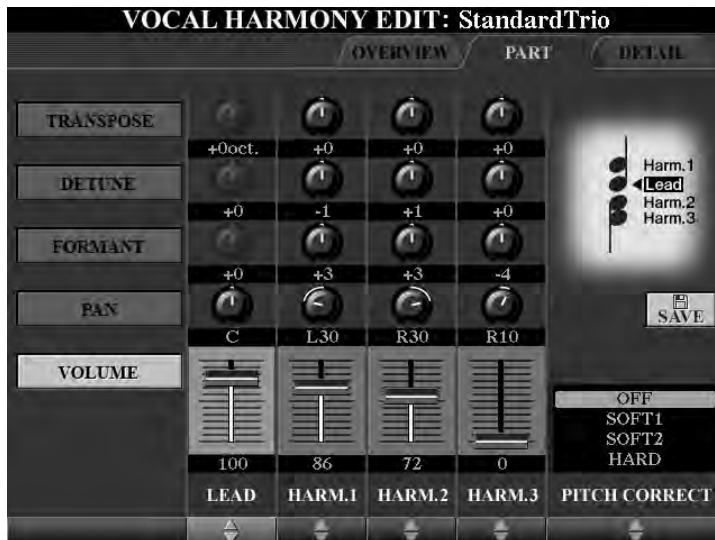 VOCAL HARMONY EDIT: StandardTrio
OVERVIEW PART DETAIL
TRANSPOSE
+0oct. +0 +0 +0
DETUNE
+0 -1 +1 +0
FORMANT
+0 +3 +3 -4
PAN
C L30 R30 R10
VOLUME
100 86 72 0
LEAD HARM.1 HARM.2 HARM.3 PITCH CORRECT
Harm.1
Lead
Harm.2
Harm.3
SAVE
OFF
SOFT1
SOFT2
HARD